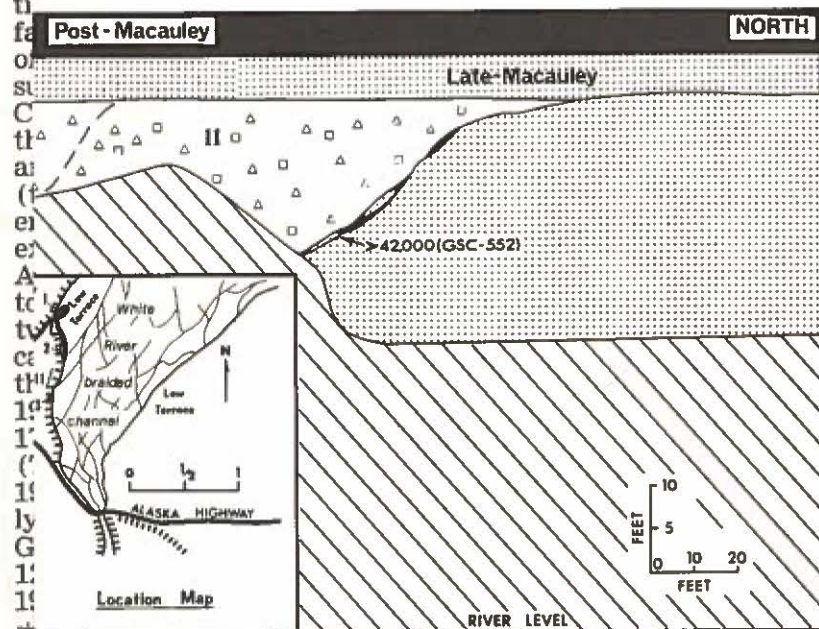 Post-Macauley
NORTH
Late-Macauley
II
>42,000(GSC-552)
Low
Terrace
White
River
2
braided
channel
N
Low
Terrace
0 ½ 1
ALASKA HIGHWAY
Location Map
10
5
0
FEET
10 20
FEET
RIVER LEVEL